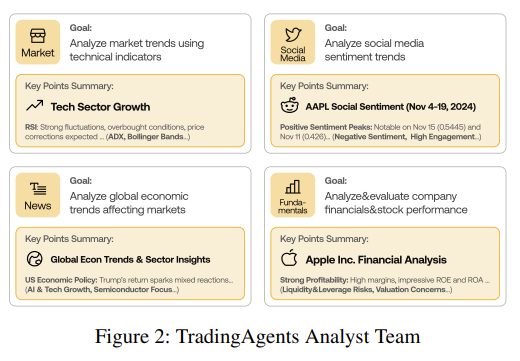 Market
Goal:
Analyze market trends using
technical indicators
Key Points Summary:
Tech Sector Growth
RSI: Strong fluctuations, overbought conditions, price
corrections expected ... (ADX, Bollinger Bands...)
Social
Media
Goal:
Analyze social media
sentiment trends
Key Points Summary:
AAPL Social Sentiment (Nov 4-19, 2024)
Positive Sentiment Peaks: Notable on Nov 15 (0.5445) and
Nov 11 (0.426)... (Negative Sentiment, High Engagement...)
News
Goal:
Analyze global economic
trends affecting markets
Key Points Summary:
Global Econ Trends & Sector Insights
US Economic Policy: Trump's return sparks mixed reactions...
(AI & Tech Growth, Semiconductor Focus...)
Funda-
mentals
Goal:
Analyze&evaluate company
financials&stock performance
Key Points Summary:
Apple Inc. Financial Analysis
Strong Profitability: High margins, impressive ROE and ROA ...
(Liquidity&Leverage Risks, Valuation Concerns...)
Figure 2: TradingAgents Analyst Team